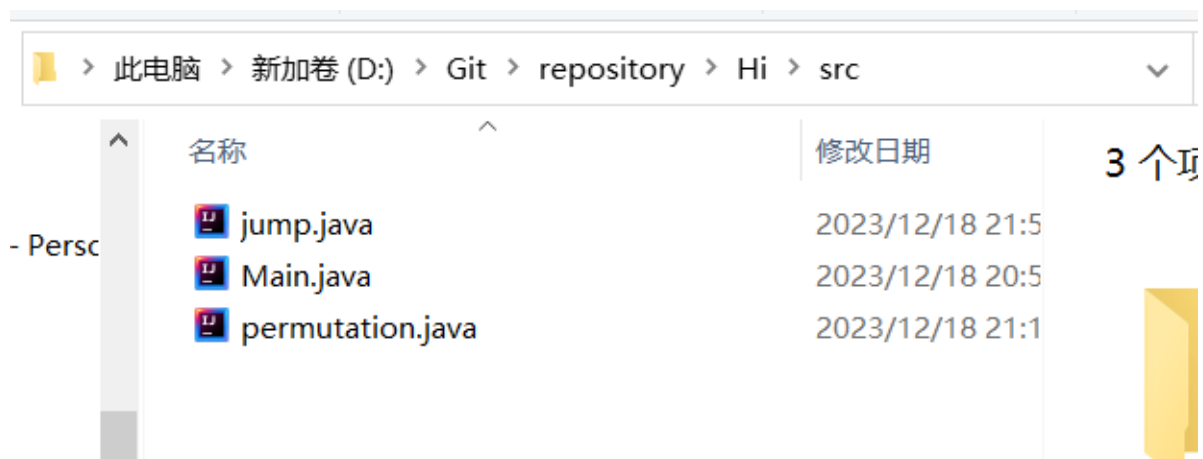 此电脑 > 新加卷 (D:) > Git > repository > Hi > src
名称 修改日期
3 个
- Persc
jump.java 2023/12/18 21:5
Main.java 2023/12/18 20:5
permutation.java 2023/12/18 21:1